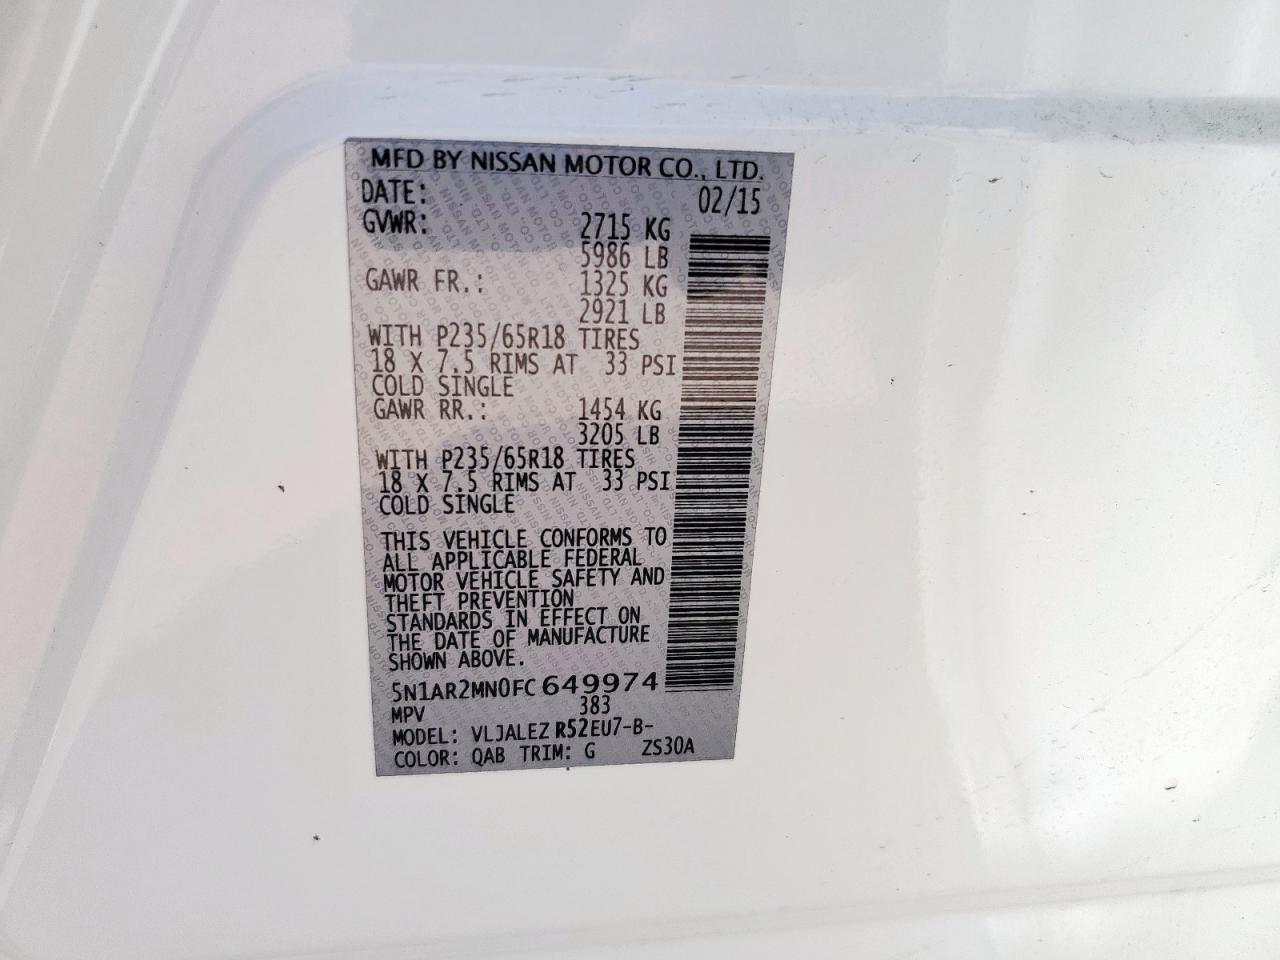 MFD BY NISSAN MOTOR CO., LTD.
DATE: 02/15
GVWR: 2715 KG
5986 LB
GAWR FR.: 1325 KG
2921 LB
WITH P235/65R18 TIRES
18 X 7.5 RIMS AT 33 PSI
COLD SINGLE
GAWR RR.: 1454 KG
3205 LB
WITH P235/65R18 TIRES
18 X 7.5 RIMS AT 33 PSI
COLD SINGLE
THIS VEHICLE CONFORMS TO
ALL APPLICABLE FEDERAL
MOTOR VEHICLE SAFETY AND
THEFT PREVENTION
STANDARDS IN EFFECT ON
THE DATE OF MANUFACTURE
SHOWN ABOVE.
5N1AR2MN0FC649974
MPV 383
MODEL: VLJALEZ R52EU7-B-
COLOR: QAB TRIM: G ZS30A